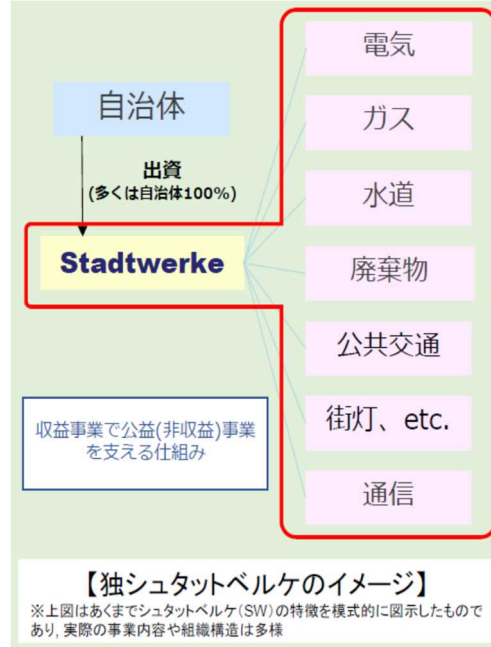 自治体
出資
(多くは自治体100%)
Stadtwerke
収益事業で公益(非収益)事業
を支える仕組み
電気
ガス
水道
廃棄物
公共交通
街灯、etc.
通信
【独シュタットベルケのイメージ】
※上図はあくまでシュタットベルケ(SW)の特徴を模式的に図示したもので
あり, 実際の事業内容や組織構造は多様